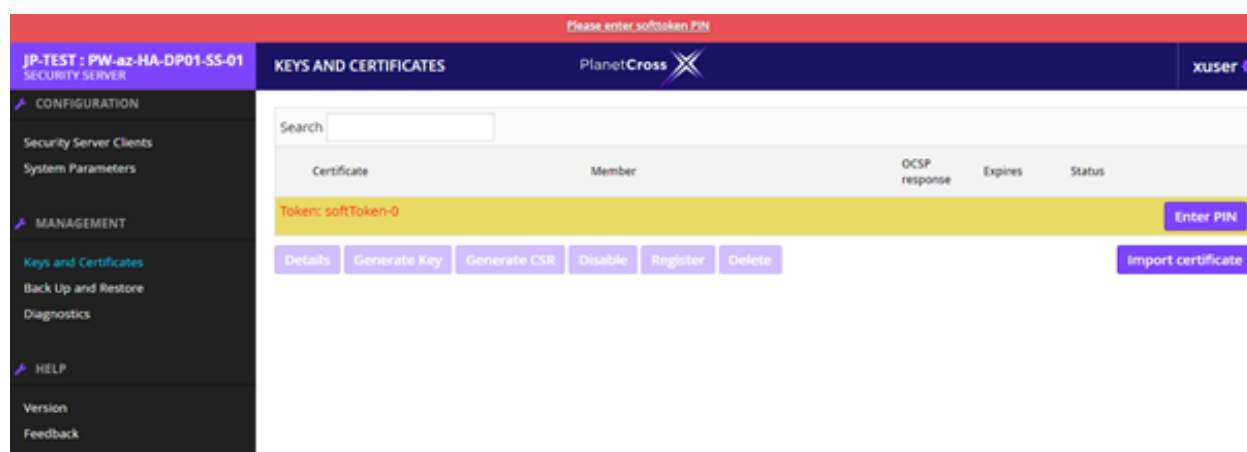 Please enter softtoken PIN
JP-TEST : PW-az-HA-DP01-SS-01
SECURITY SERVER
KEYS AND CERTIFICATES
PlanetCross
xuser
CONFIGURATION
Security Server Clients
System Parameters
MANAGEMENT
Keys and Certificates
Back Up and Restore
Diagnostics
HELP
Version
Feedback
Search
Certificate Member OCSP response Expires Status
Token: softToken-0 Enter PIN
Details Generate Key Generate CSR Disable Register Delete Import certificate